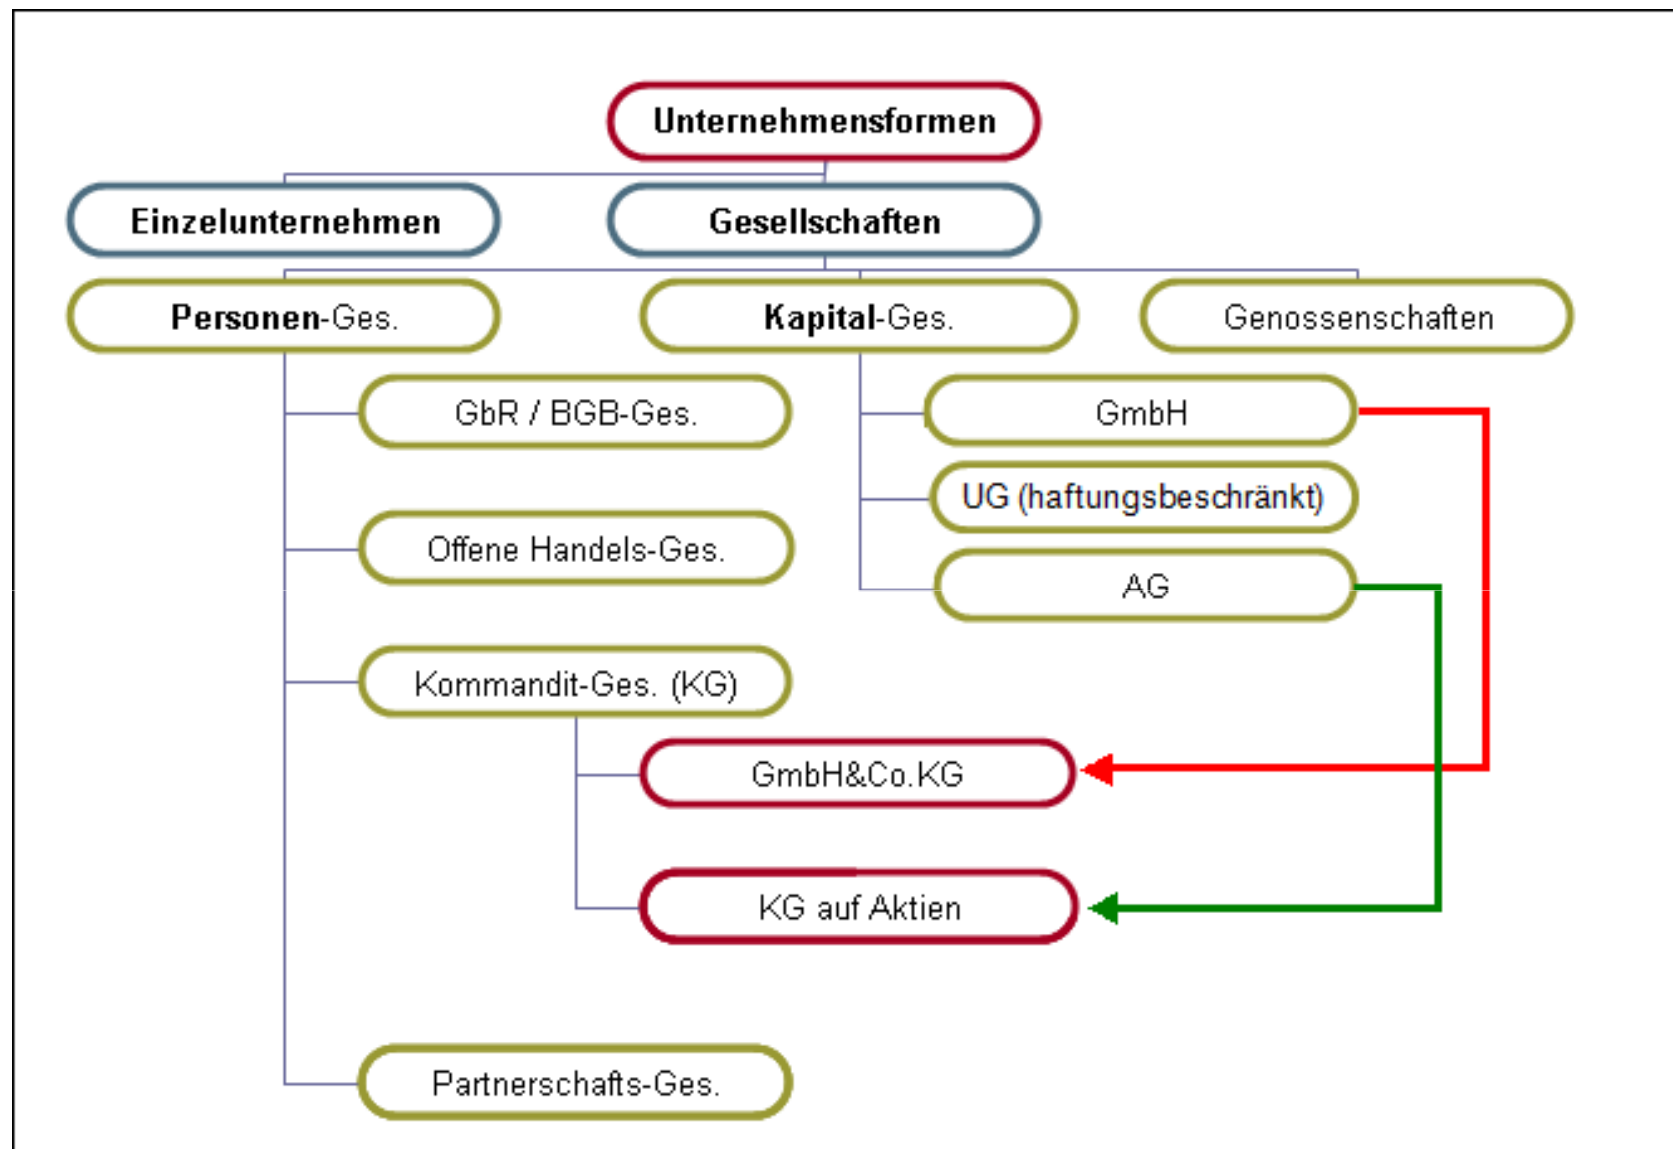 Unternehmensformen
Einzelunternehmen
Gesellschaften
Personen-Ges.
Kapital-Ges.
Genossenschaften
GbR / BGB-Ges.
GmbH
UG (haftungsbeschränkt)
Offene Handels-Ges.
AG
Kommandit-Ges. (KG)
GmbH&Co.KG
KG auf Aktien
Partnerschafts-Ges.